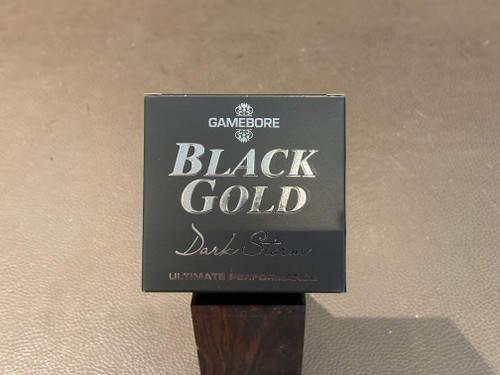 GAMEBORE
BLACK
GOLD
Dark Storm
ULTIMATE PERFORMANCE